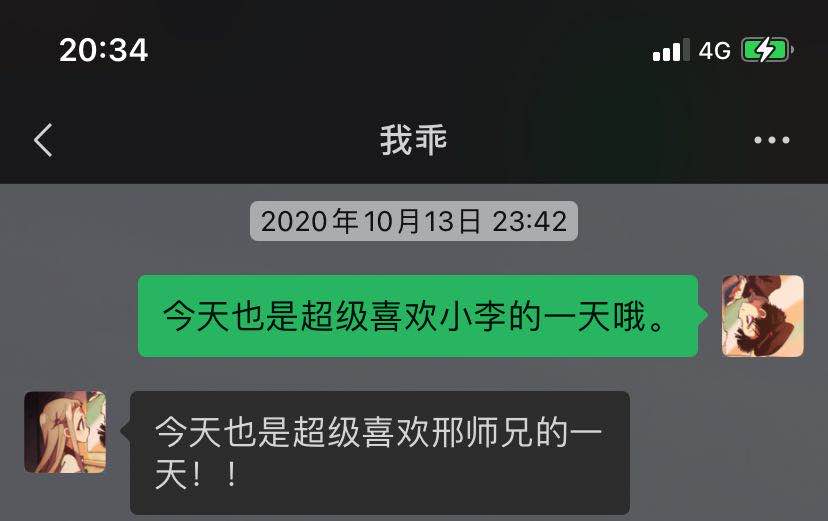 20:34
4G
我乖
2020年10月13日 23:42
今天也是超级喜欢小李的一天哦。
今天也是超级喜欢邢师兄的一
天！！